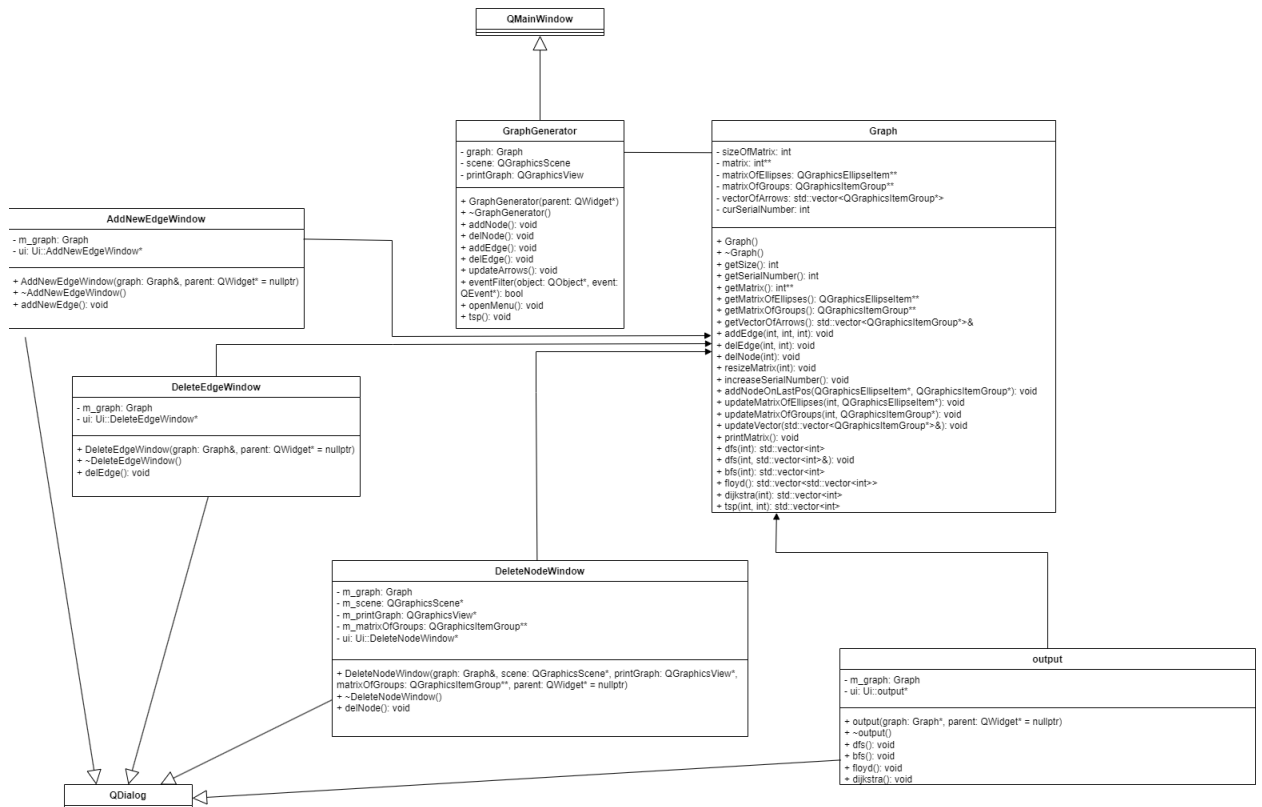 QMainWindow
GraphGenerator
- graph: Graph
- scene: QGraphicsScene
- printGraph: QGraphicsView
+ GraphGenerator(parent: QWidget*)
+ ~GraphGenerator()
+ addNode(): void
+ delNode(): void
+ addEdge(): void
+ delEdge(): void
+ updateArrows(): void
+ eventFilter(object: QObject*, event:
QEvent*): bool
+ openMenu(): void
+ tsp(): void
Graph
- sizeOfMatrix: int
- matrix: int**
- matrixOfEllipses: QGraphicsEllipseItem**
- matrixOfGroups: QGraphicsItemGroup**
- vectorOfArrows: std::vector<QGraphicsItemGroup*>
- curSerialNumber: int
+ Graph()
+ ~Graph()
+ getSize(): int
+ getSerialNumber(): int
+ getMatrix(): int**
+ getMatrixOfEllipses(): QGraphicsEllipseItem**
+ getMatrixOfGroups(): QGraphicsItemGroup**
+ getVectorOfArrows(): std::vector<QGraphicsItemGroup*>&
+ addEdge(int, int, int): void
+ delEdge(int, int): void
+ delNode(int): void
+ resizeMatrix(int): void
+ increaseSerialNumber(): void
+ addNodeOnLastPos(QGraphicsEllipseItem*, QGraphicsItemGroup*): void
+ updateMatrixOfEllipses(int, QGraphicsEllipseItem*): void
+ updateMatrixOfGroups(int, QGraphicsItemGroup*): void
+ updateVector(std::vector<QGraphicsItemGroup*>&): void
+ printMatrix(): void
+ dfs(int): std::vector<int>
+ dfs(int, std::vector<int>&): void
+ bfs(int): std::vector<int>
+ floyd(): std::vector<std::vector<int>>
+ dijkstra(int): std::vector<int>
+ tsp(int, int): std::vector<int>
AddNewEdgeWindow
- m_graph: Graph
- ui: Ui::AddNewEdgeWindow*
+ AddNewEdgeWindow(graph: Graph&, parent: QWidget* = nullptr)
+ ~AddNewEdgeWindow()
+ addNewEdge(): void
DeleteEdgeWindow
- m_graph: Graph
- ui: Ui::DeleteEdgeWindow*
+ DeleteEdgeWindow(graph: Graph&, parent: QWidget* = nullptr)
+ ~DeleteEdgeWindow()
+ delEdge(): void
DeleteNodeWindow
- m_graph: Graph
- m_scene: QGraphicsScene*
- m_printGraph: QGraphicsView*
- m_matrixOfGroups: QGraphicsItemGroup**
- ui: Ui::DeleteNodeWindow*
+ DeleteNodeWindow(graph: Graph&, scene: QGraphicsScene*, printGraph: QGraphicsView*,
matrixOfGroups: QGraphicsItemGroup**, parent: QWidget* = nullptr)
+ ~DeleteNodeWindow()
+ delNode(): void
output
- m_graph: Graph
- ui: Ui::output*
+ output(graph: Graph*, parent: QWidget* = nullptr)
+ ~output()
+ dfs(): void
+ bfs(): void
+ floyd(): void
+ dijkstra(): void
QDialog